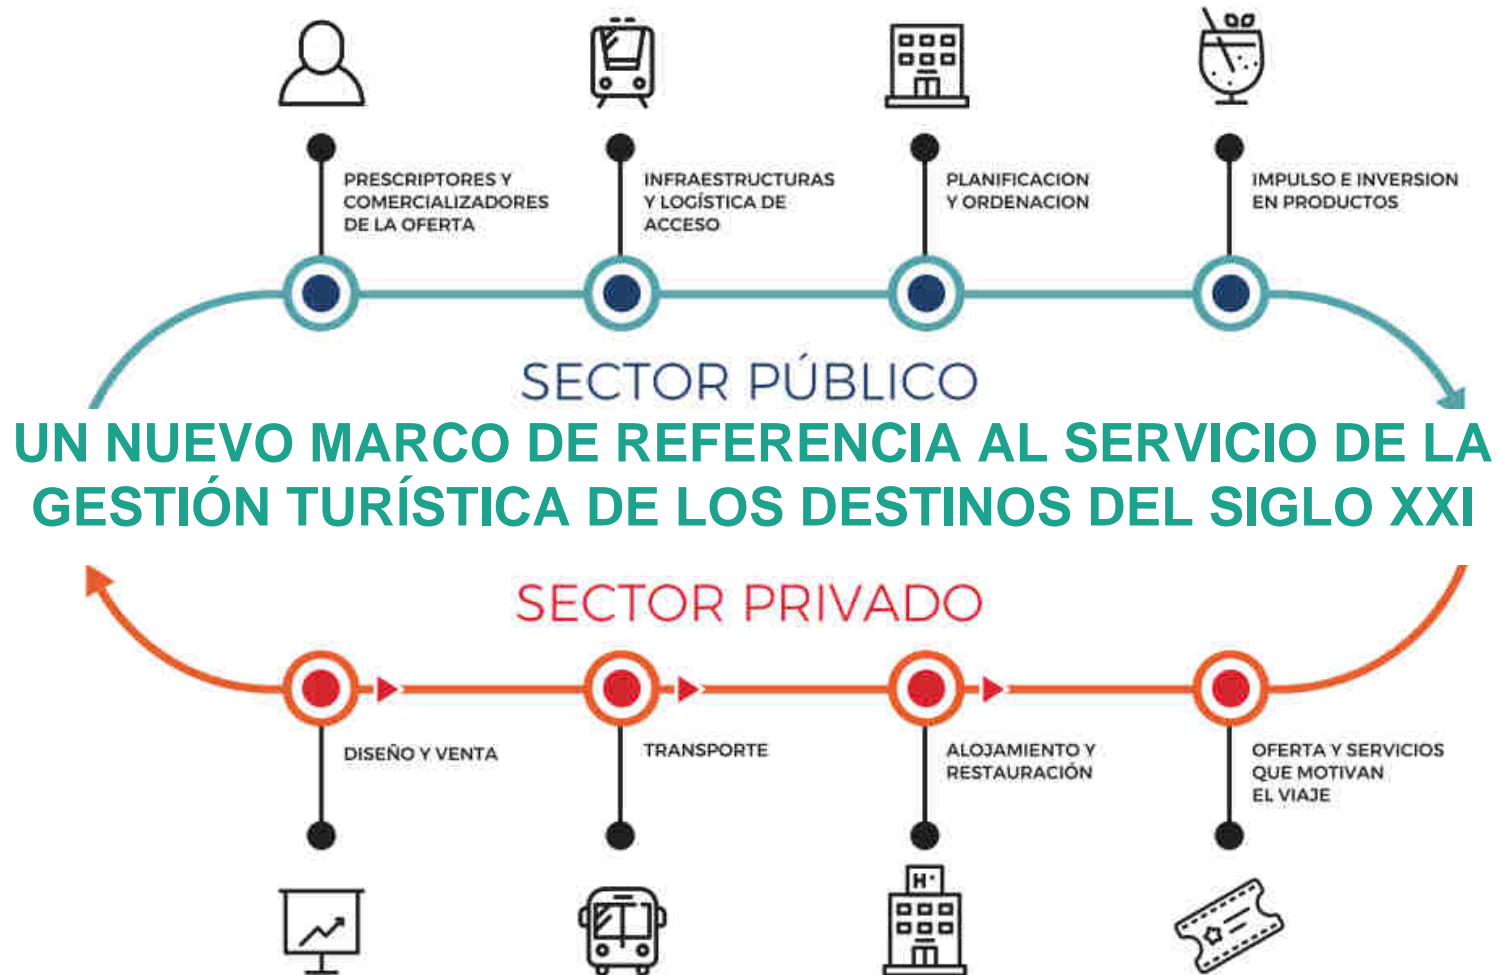 PRESCRIPTORES Y
COMERCIALIZADORES
DE LA OFERTA
INFRAESTRUCTURAS
Y LOGÍSTICA DE
ACCESO
PLANIFICACION
Y ORDENACION
IMPULSO E INVERSION
EN PRODUCTOS
SECTOR PÚBLICO
UN NUEVO MARCO DE REFERENCIA AL SERVICIO DE LA
GESTIÓN TURÍSTICA DE LOS DESTINOS DEL SIGLO XXI
SECTOR PRIVADO
DISEÑO Y VENTA
TRANSPORTE
ALOJAMIENTO Y
RESTAURACIÓN
OFERTA Y SERVICIOS
QUE MOTIVAN
EL VIAJE
H